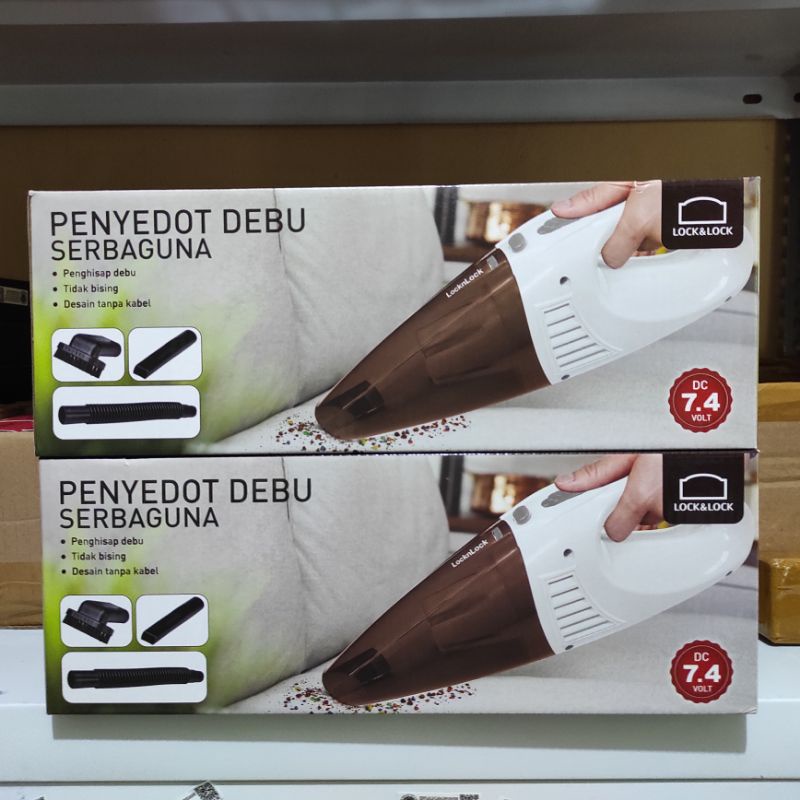 PENYEDOT DEBU
SERBAGUNA
• Penghisap debu
• Tidak bising
• Desain tanpa kabel
LocknLock
LOCK&LOCK
DC
7.4
VOLT
PENYEDOT DEBU
SERBAGUNA
• Penghisap debu
• Tidak bising
• Desain tanpa kabel
LocknLock
LOCK&LOCK
DC
7.4
VOLT